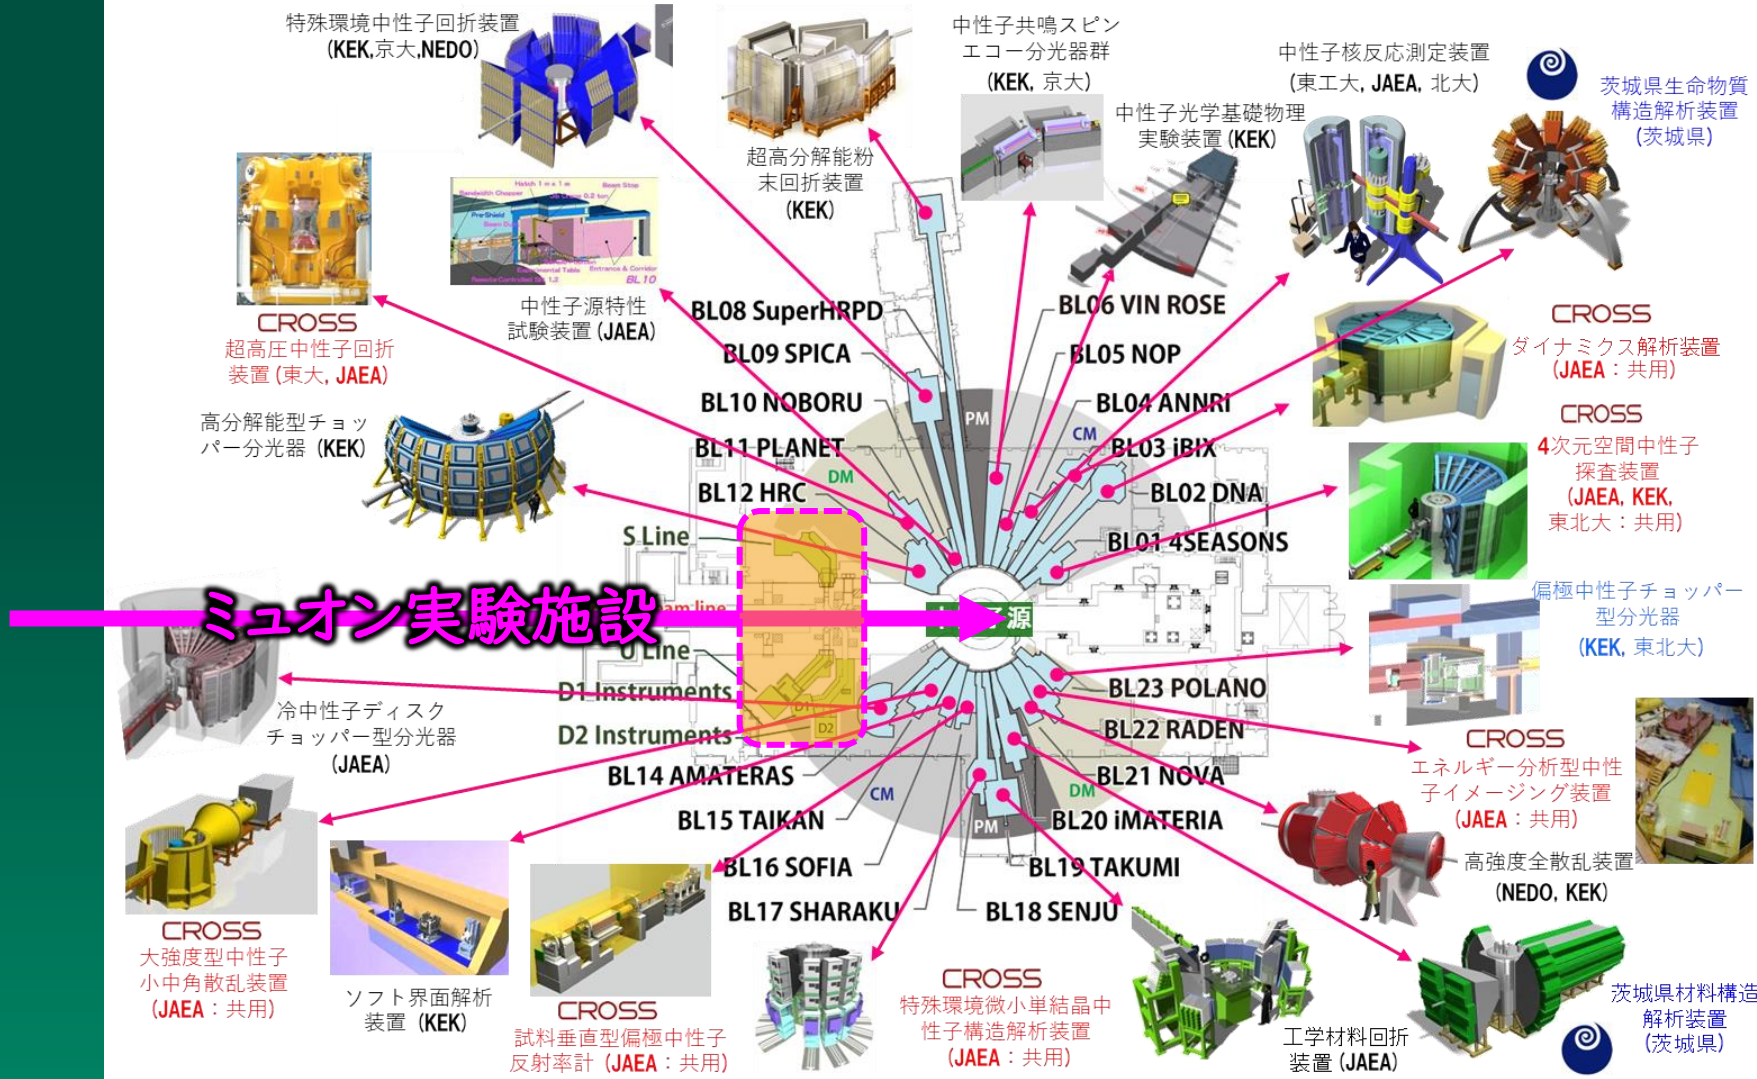 特殊環境中性子回折装置
(KEK,京大,NEDO)
中性子共鳴スピン
エコー分光器群
(KEK, 京大)
中性子核反応測定装置
(東工大, JAEA, 北大)
茨城県生命物質
構造解析装置
(茨城県)
中性子光学基礎物理
実験装置 (KEK)
超高分解能粉
末回折装置
(KEK)
Hatch 1 m x 1 m
Beam Stop
Bandwidth Chopper
Pre-Shield
Experimental Table
Entrance & Corridor
BL10
中性子源特性
試験装置 (JAEA)
CROSS
超高圧中性子回折
装置 (東大, JAEA)
高分解能型チョッ
パー分光器 (KEK)
BL08 SuperHRPD
BL09 SPICA
BL10 NOBORU
BL11 PLANET
BL12 HRC
BL06 VIN ROSE
BL05 NOP
BL04 ANNRI
BL03 iBIX
BL02 DNA
BL01 4SEASONS
PM
CM
DM
CROSS
ダイナミクス解析装置
(JAEA：共用)
CROSS
4次元空間中性子
探査装置
(JAEA, KEK,
東北大：共用)
S Line
ミュオン実験施設
am line
源
U Line
D1 Instruments
D2 Instruments
D1
D2
偏極中性子チョッパー
型分光器
(KEK, 東北大)
冷中性子ディスク
チョッパー型分光器
(JAEA)
BL14 AMATERAS
BL15 TAIKAN
BL16 SOFIA
BL17 SHARAKU
BL18 SENJU
BL19 TAKUMI
BL20 iMATERIA
BL21 NOVA
BL22 RADEN
BL23 POLANO
CM
PM
DM
CROSS
エネルギー分析型中性
子イメージング装置
(JAEA：共用)
高強度全散乱装置
(NEDO, KEK)
CROSS
大強度型中性子
小中角散乱装置
(JAEA：共用)
ソフト界面解析
装置 (KEK)
CROSS
試料垂直型偏極中性子
反射率計 (JAEA：共用)
CROSS
特殊環境微小単結晶中
性子構造解析装置
(JAEA：共用)
工学材料回折
装置 (JAEA)
茨城県材料構造
解析装置
(茨城県)